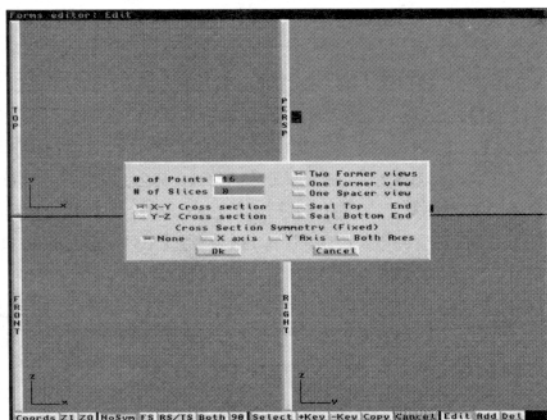 Forms editor: Edit
TOP
PERSP
Y
X
# of Points 16
# of Slices 8
Two Former views
One Former view
One Spacer view
X-Y Cross section
Y-Z Cross section
Seal Top End
Seal Bottom End
Cross Section Symmetry (Fixed)
None X axis Y Axis Both Axes
Ok Cancel
FRONT
RIGHT
Z
X
Z
Y
Coords Z1 ZO NoSym FS RS/TS Both 90 Select +Key -Key Copy Cancel Edit Add Del